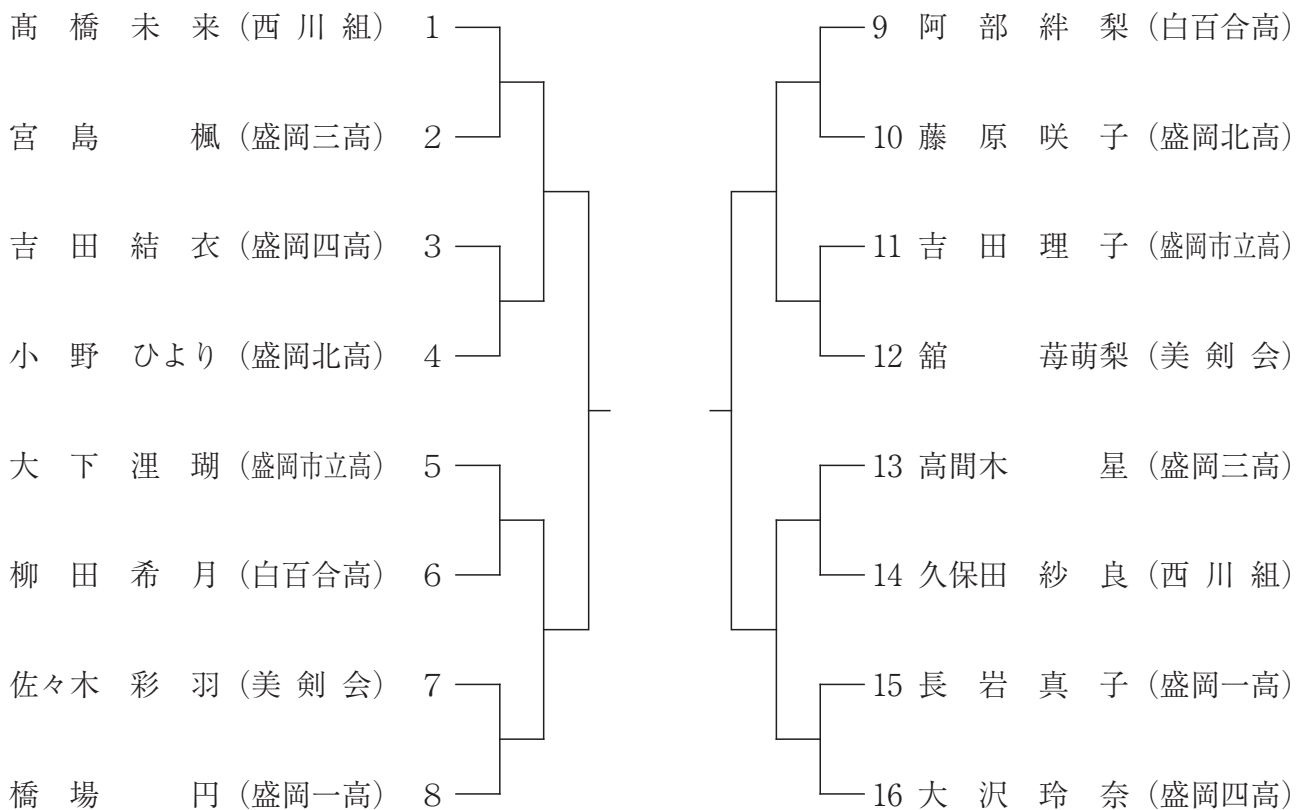 髙橋未来（西川組） 1
宮島楓（盛岡三高） 2
吉田結衣（盛岡四高） 3
小野ひより（盛岡北高） 4
大下浬瑚（盛岡市立高） 5
柳田希月（白百合高） 6
佐々木彩羽（美剣会） 7
橋場円（盛岡一高） 8
9 阿部絆梨（白百合高）
10 藤原咲子（盛岡北高）
11 吉田理子（盛岡市立高）
12 舘苺萌梨（美剣会）
13 高間木星（盛岡三高）
14 久保田紗良（西川組）
15 長岩真子（盛岡一高）
16 大沢玲奈（盛岡四高）